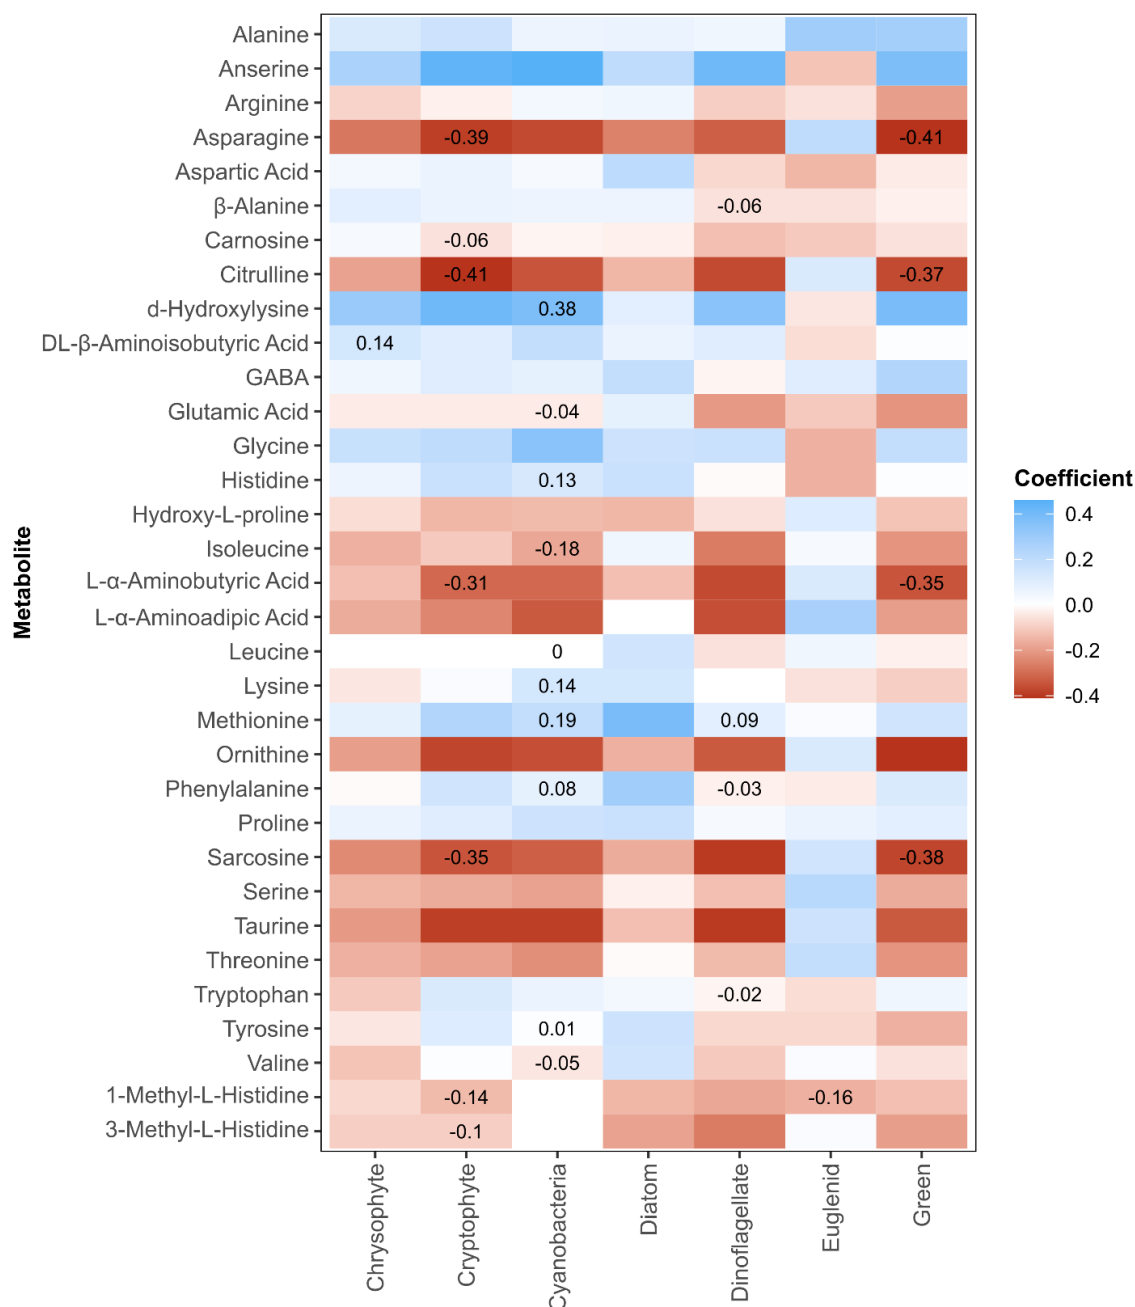 Metabolite
Alanine
Anserine
Arginine
Asparagine -0.39 -0.41
Aspartic Acid
β-Alanine -0.06
Carnosine -0.06
Citrulline -0.41 -0.37
d-Hydroxylysine 0.38
DL-β-Aminoisobutyric Acid 0.14
GABA
Glutamic Acid -0.04
Glycine
Histidine 0.13
Hydroxy-L-proline
Isoleucine -0.18
L-α-Aminobutyric Acid -0.31 -0.35
L-α-Aminoadipic Acid
Leucine 0
Lysine 0.14
Methionine 0.19 0.09
Ornithine
Phenylalanine 0.08 -0.03
Proline
Sarcosine -0.35 -0.38
Serine
Taurine
Threonine
Tryptophan -0.02
Tyrosine 0.01
Valine -0.05
1-Methyl-L-Histidine -0.14 -0.16
3-Methyl-L-Histidine -0.1
Chrysophyte
Cryptophyte
Cyanobacteria
Diatom
Dinoflagellate
Euglenid
Green
Coefficient
0.4
0.2
0.0
-0.2
-0.4